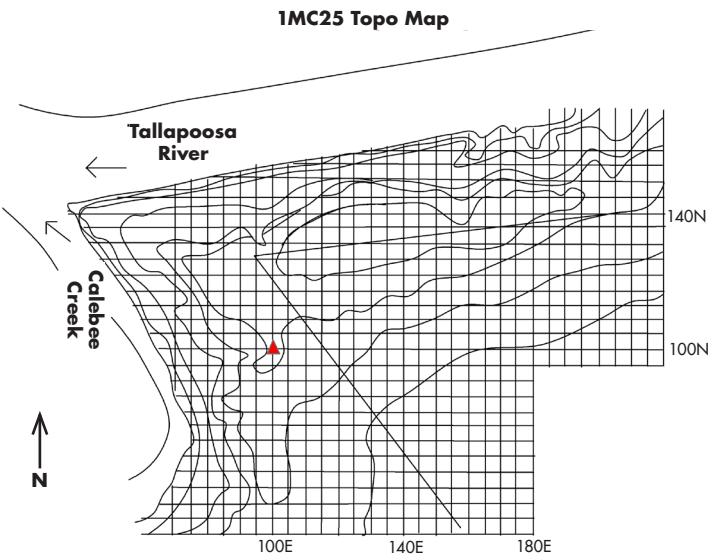 1MC25 Topo Map
Tallapoosa
River
140N
Calebee
Creek
100N
N
100E
140E
180E